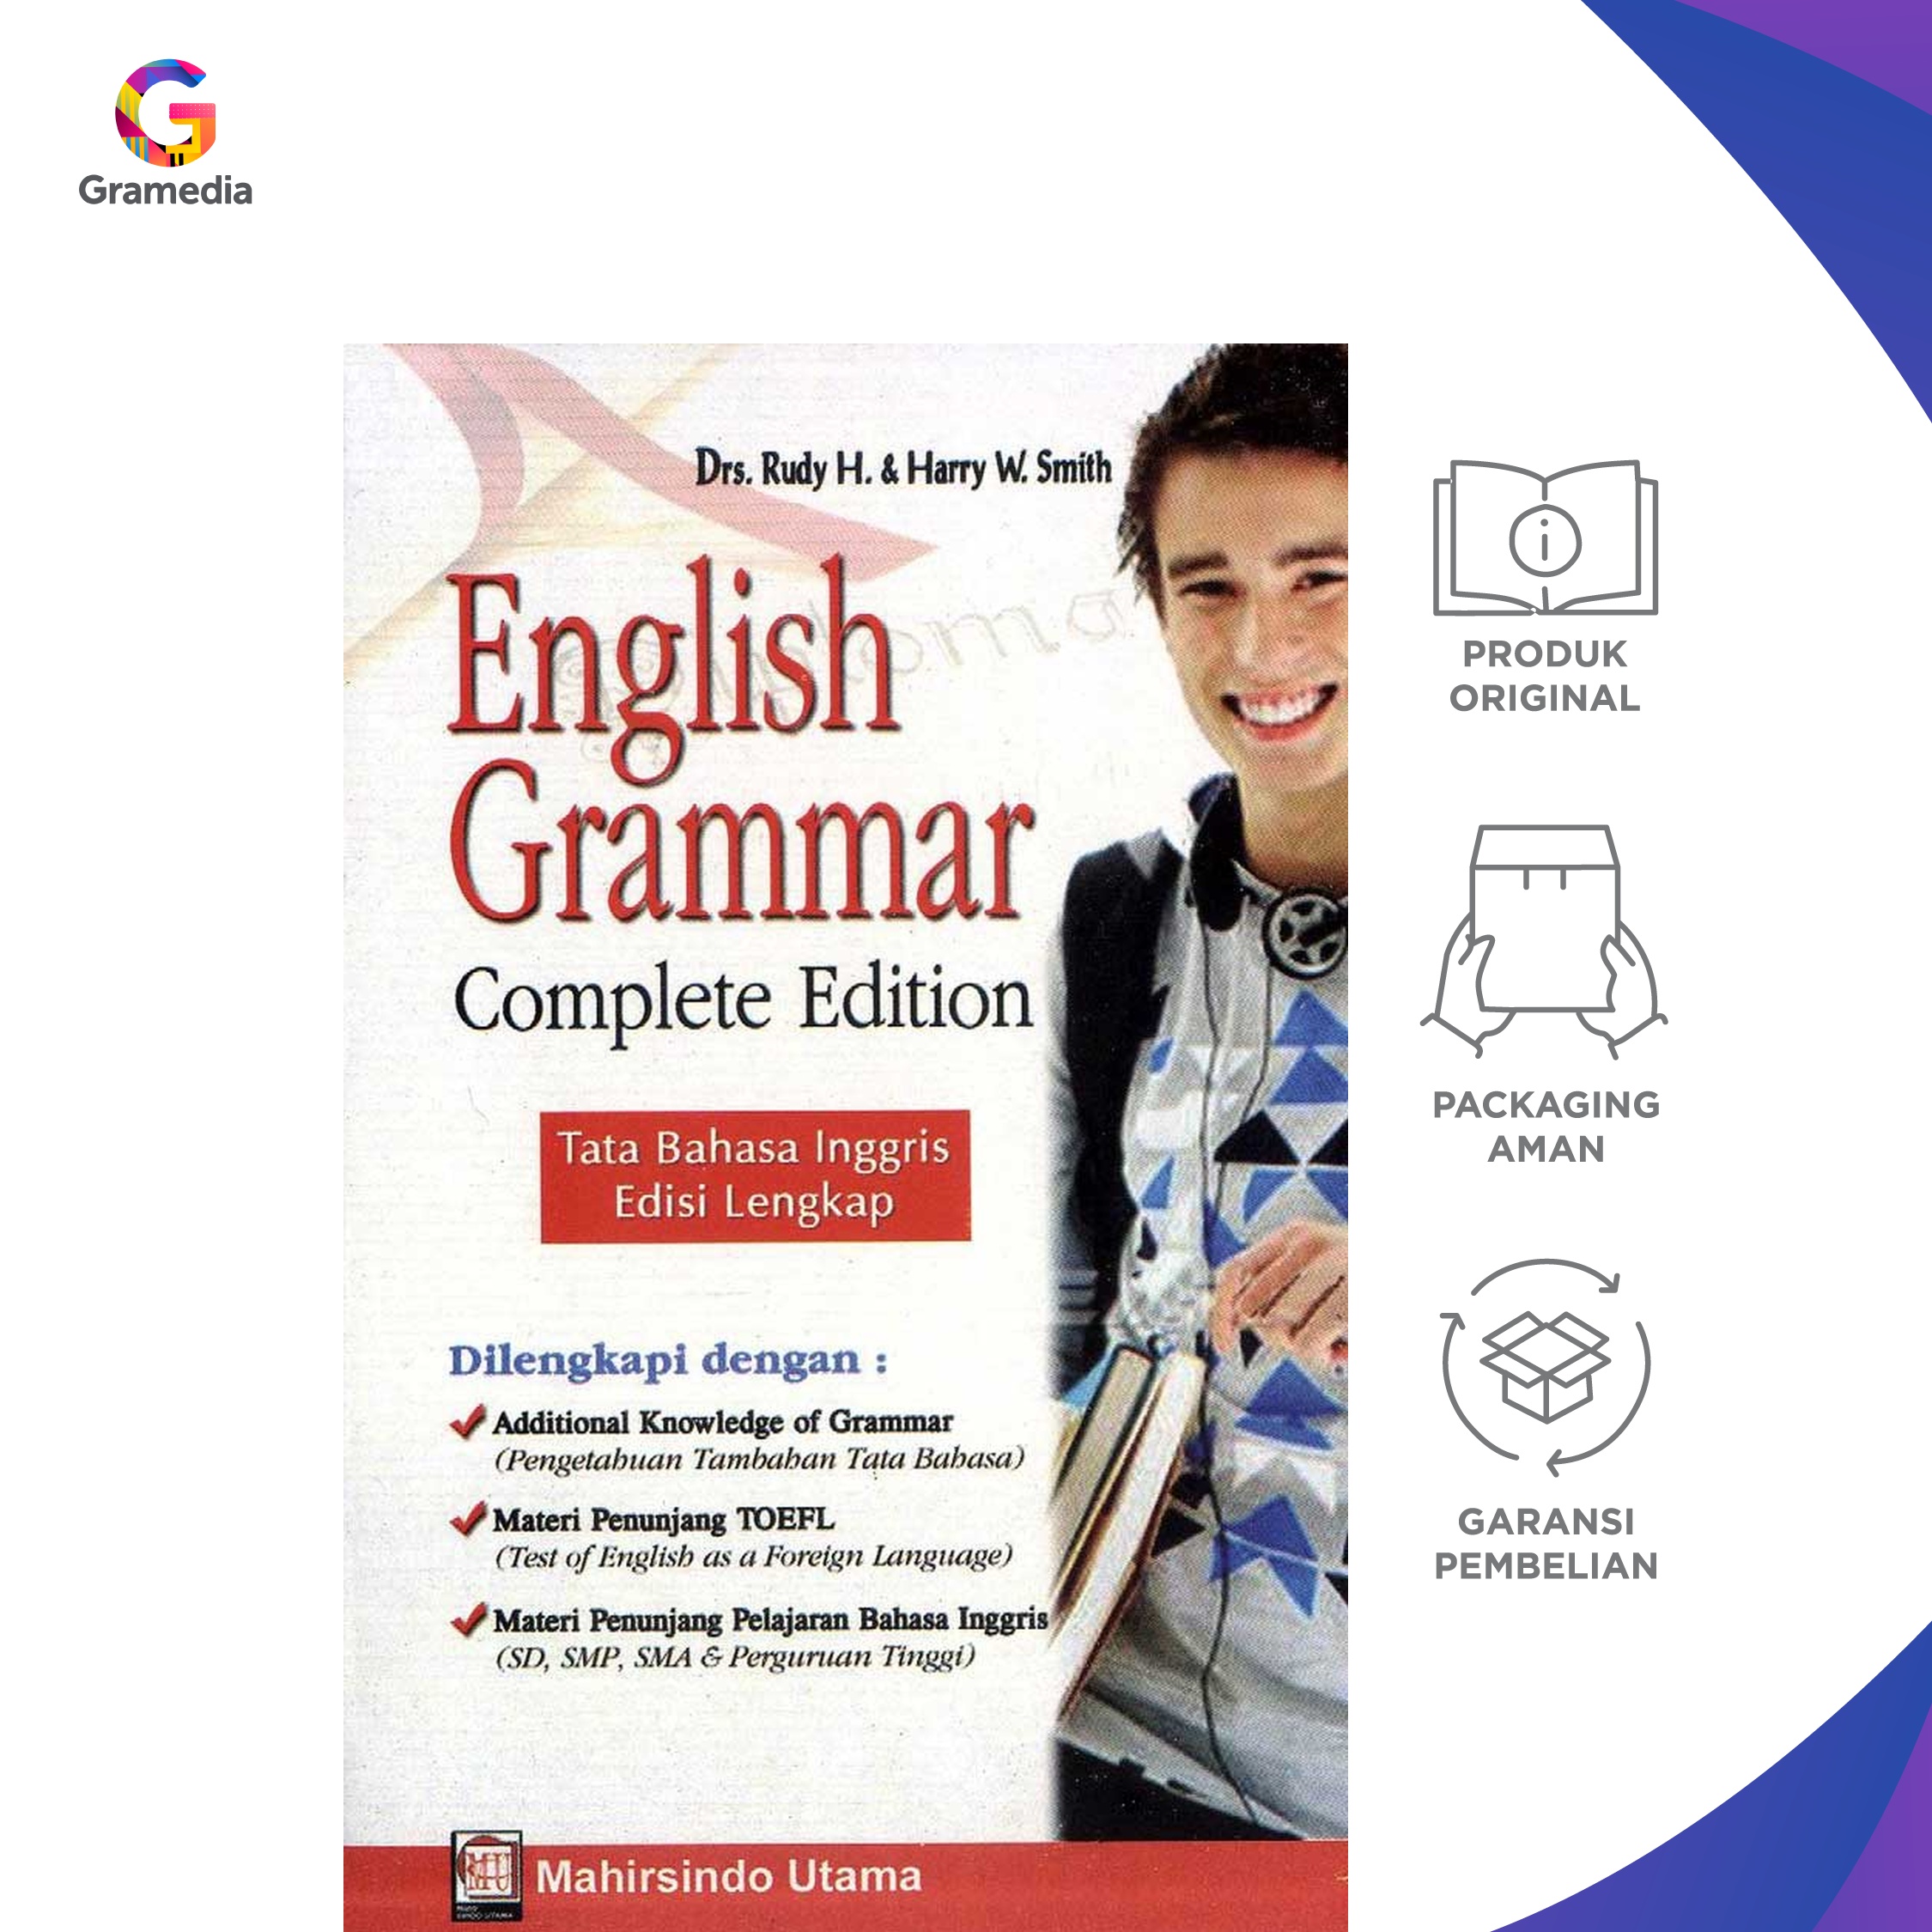 Gramedia
Drs. Rudy H. & Harry W. Smith
English
Grammar
Complete Edition
Tata Bahasa Inggris
Edisi Lengkap
Dilengkapi dengan :
Additional Knowledge of Grammar
(Pengetahuan Tambahan Tata Bahasa)
Materi Penunjang TOEFL
(Test of English as a Foreign Language)
Materi Penunjang Pelajaran Bahasa Inggris
(SD, SMP, SMA & Perguruan Tinggi)
Mahirsindo Utama
PRODUK
ORIGINAL
PACKAGING
AMAN
GARANSI
PEMBELIAN